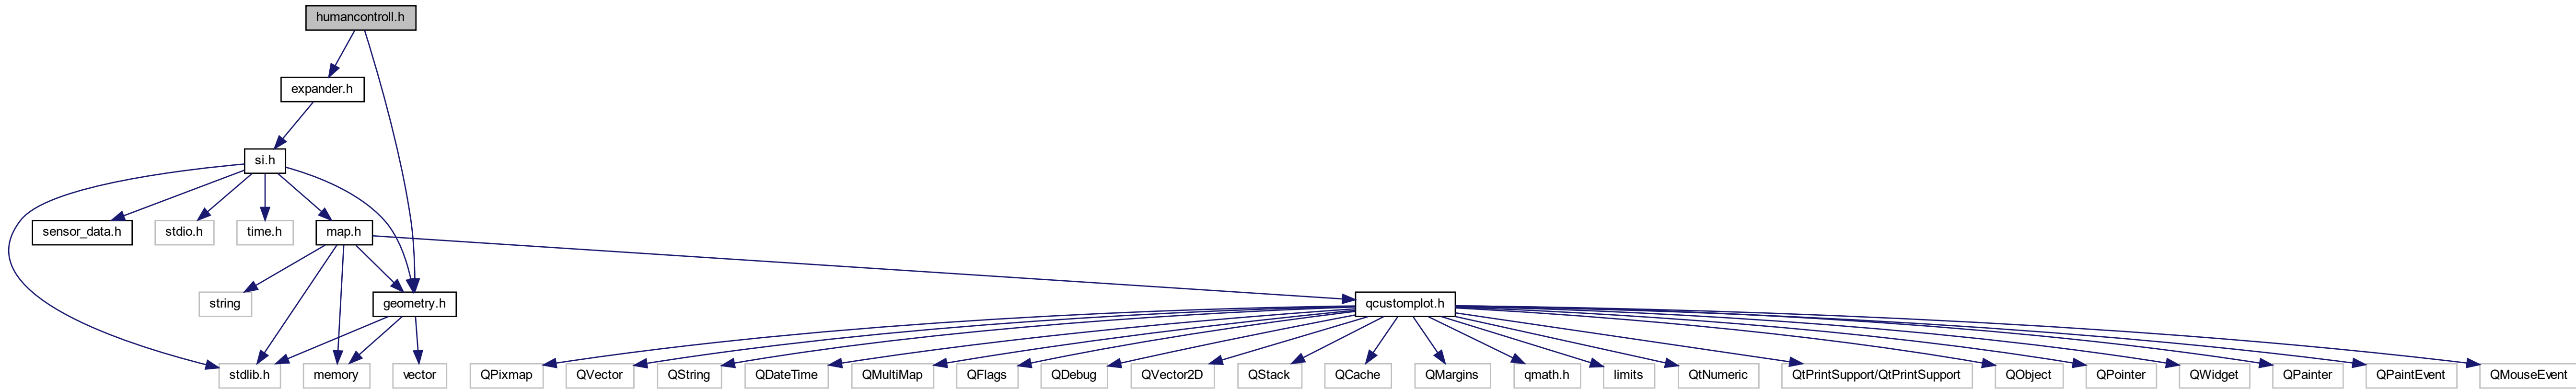 humancontroll.h
expander.h
si.h
sensor_data.h
stdio.h
time.h
map.h
string
geometry.h
qcustomplot.h
stdlib.h
memory
vector
QPixmap
QVector
QString
QDateTime
QMultiMap
QFlags
QDebug
QVector2D
QStack
QCache
QMargins
qmath.h
limits
QtNumeric
QtPrintSupport/QtPrintSupport
QObject
QPointer
QWidget
QPainter
QPaintEvent
QMouseEvent